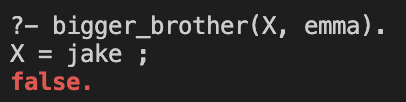 ?- bigger_brother(X, emma).
X = jake ;
false.